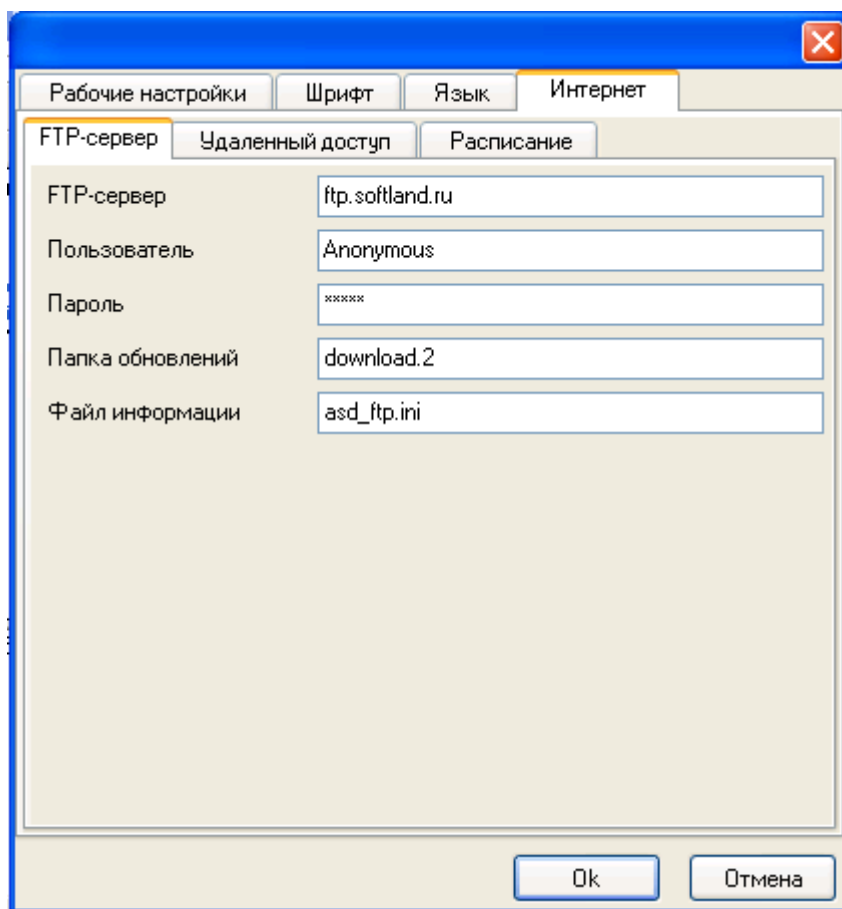 Рабочие настройки Шрифт Язык Интернет
FTP-сервер Удаленный доступ Расписание
FTP-сервер ftp.softland.ru
Пользователь Anonymous
Пароль *****
Папка обновлений download.2
Файл информации asd_ftp.ini
Ok Отмена